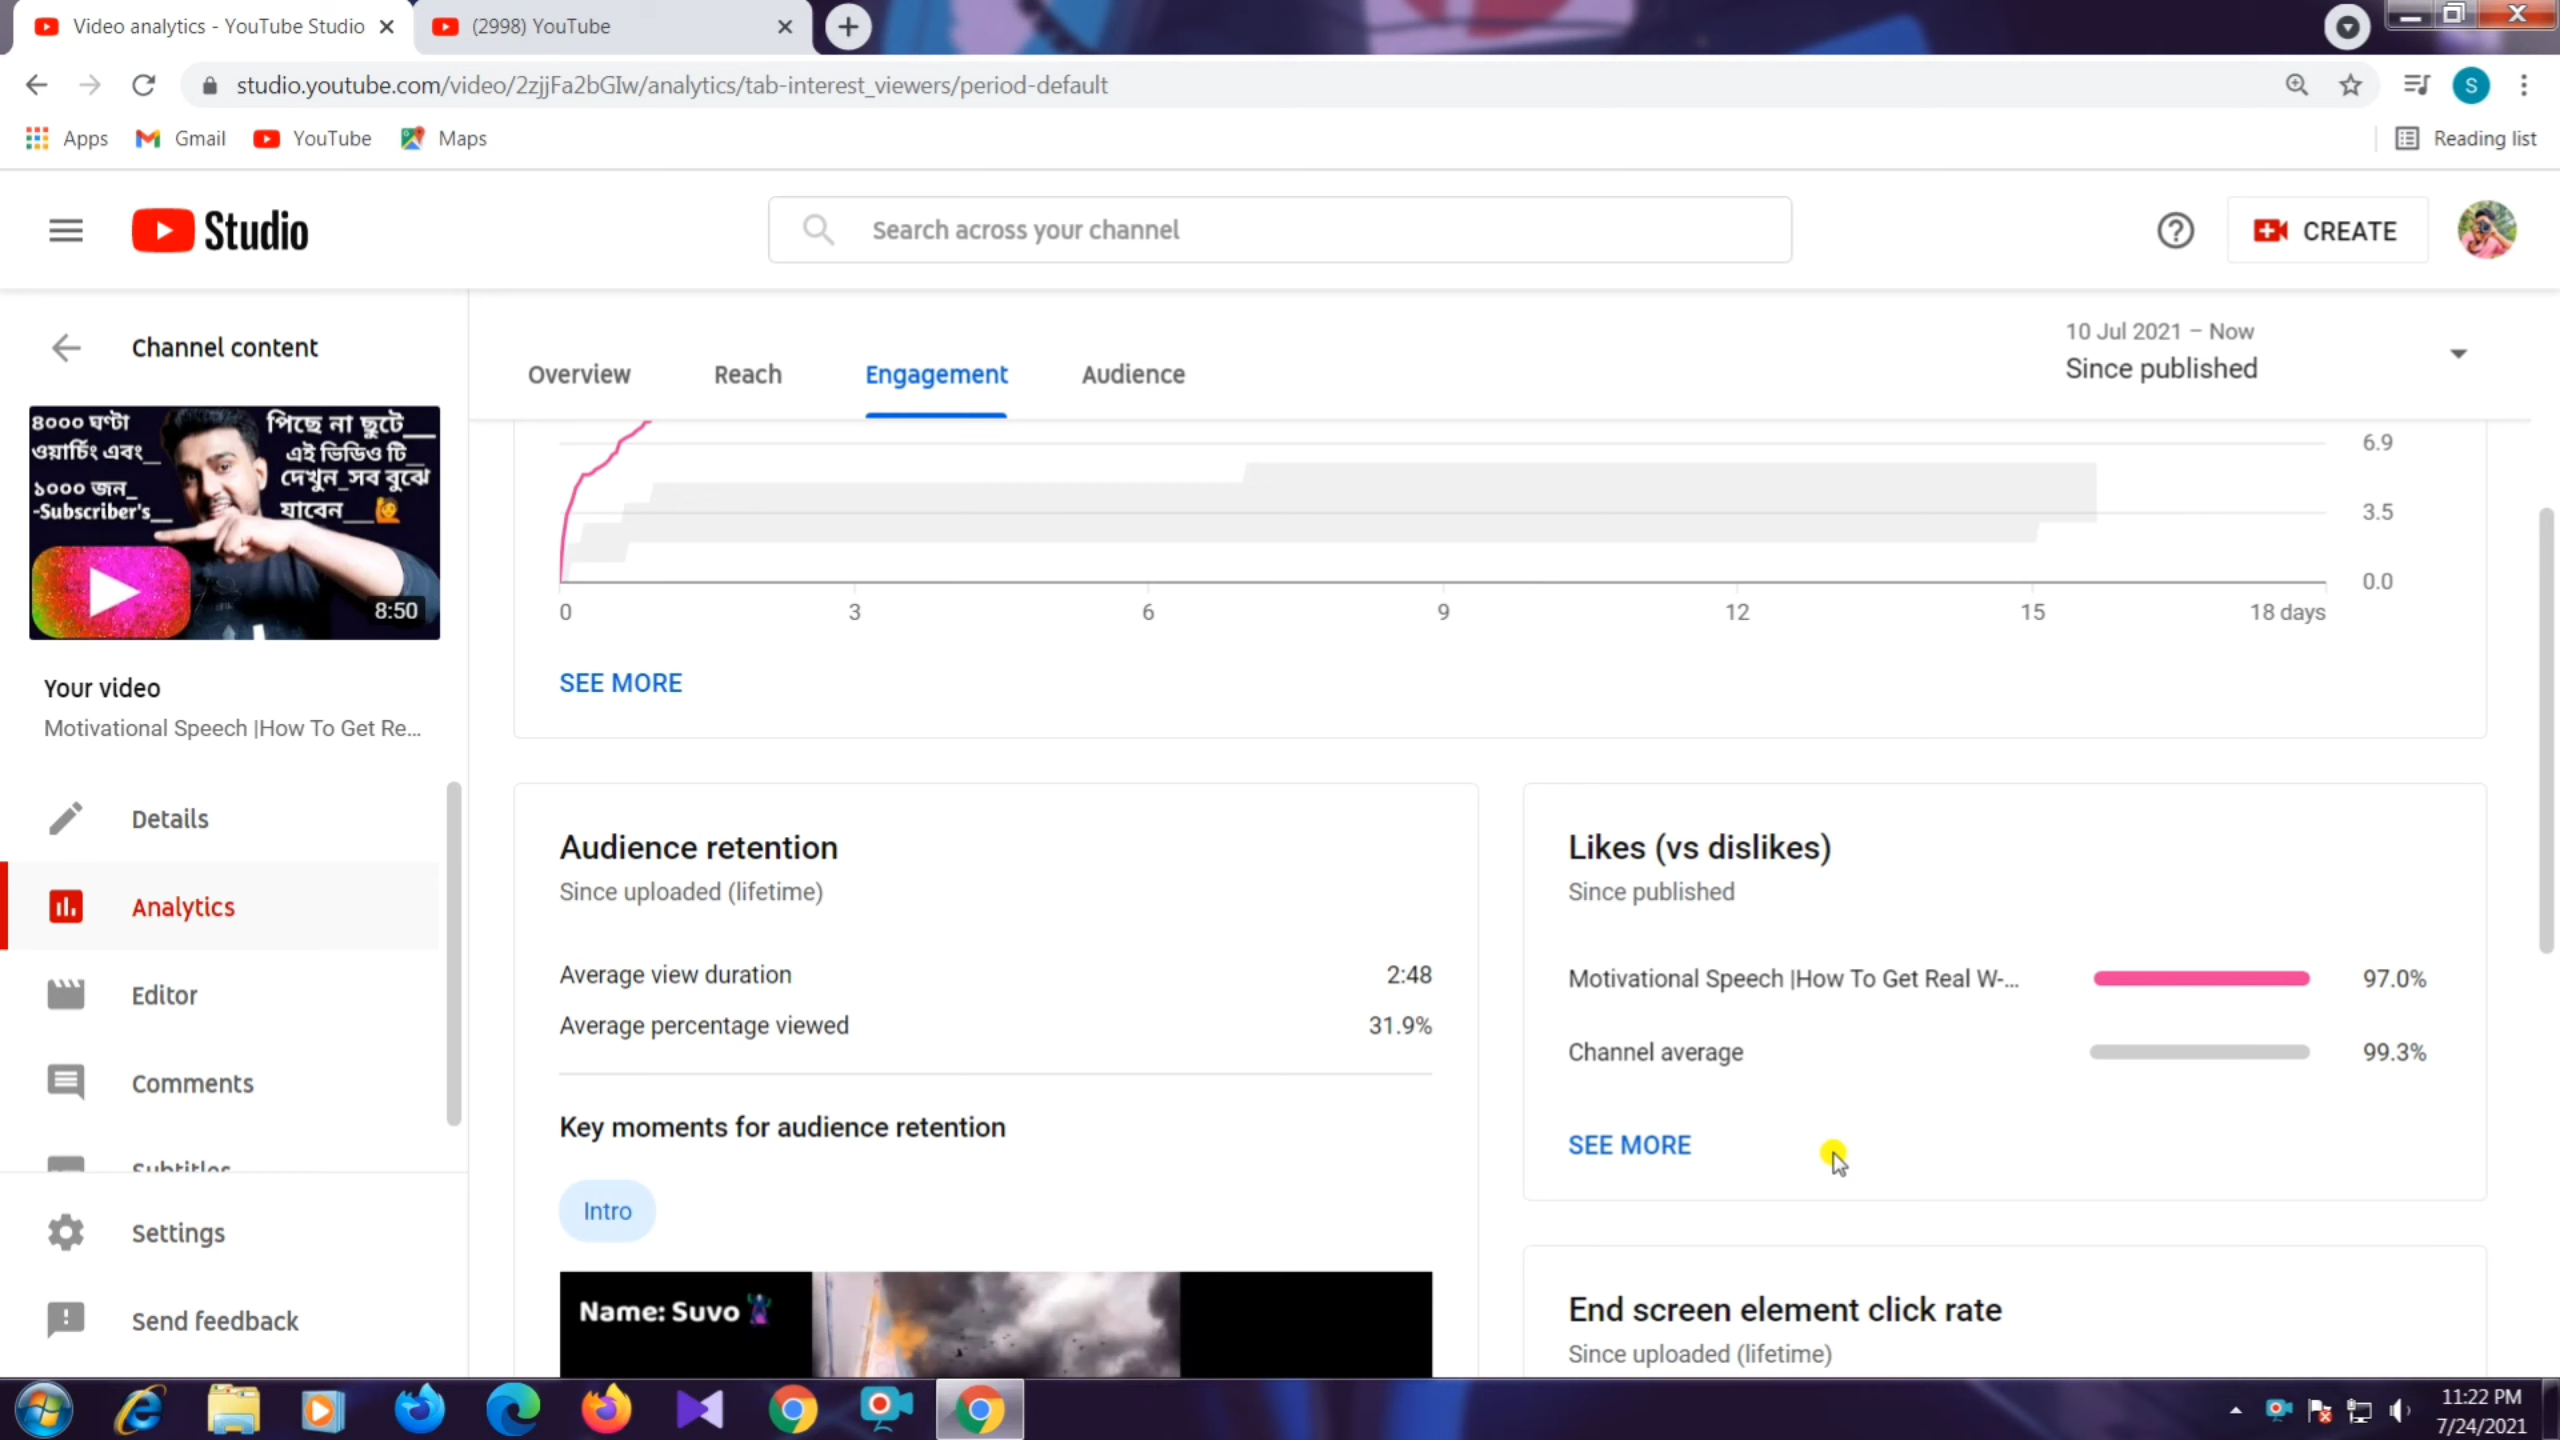 Video analytics - YouTube Studio
(2998) YouTube
studio.youtube.com/video/2zjjFa2bGIw/analytics/tab-interest_viewers/period-default
S
Apps
Gmail
YouTube
Maps
Reading list
Studio
Search across your channel
CREATE
Channel content
৪০০০ ঘণ্টা
ওয়ার্চিং এবং_
১০০০ জন_
-Subscriber's__
পিছে না ছুটে__
এই ভিডিও টি_
দেখুন_সব বুঝে
যাবেন___
8:50
Your video
Motivational Speech |How To Get Re...
Details
Analytics
Editor
Comments
Subtitles
Settings
Send feedback
Overview
Reach
Engagement
Audience
10 Jul 2021 – Now
Since published
6.9
3.5
0.0
0
3
6
9
12
15
18 days
SEE MORE
Audience retention
Since uploaded (lifetime)
Average view duration
2:48
Average percentage viewed
31.9%
Key moments for audience retention
Intro
Name: Suvo
Likes (vs dislikes)
Since published
Motivational Speech |How To Get Real W-...
97.0%
Channel average
99.3%
SEE MORE
End screen element click rate
Since uploaded (lifetime)
11:22 PM
7/24/2021